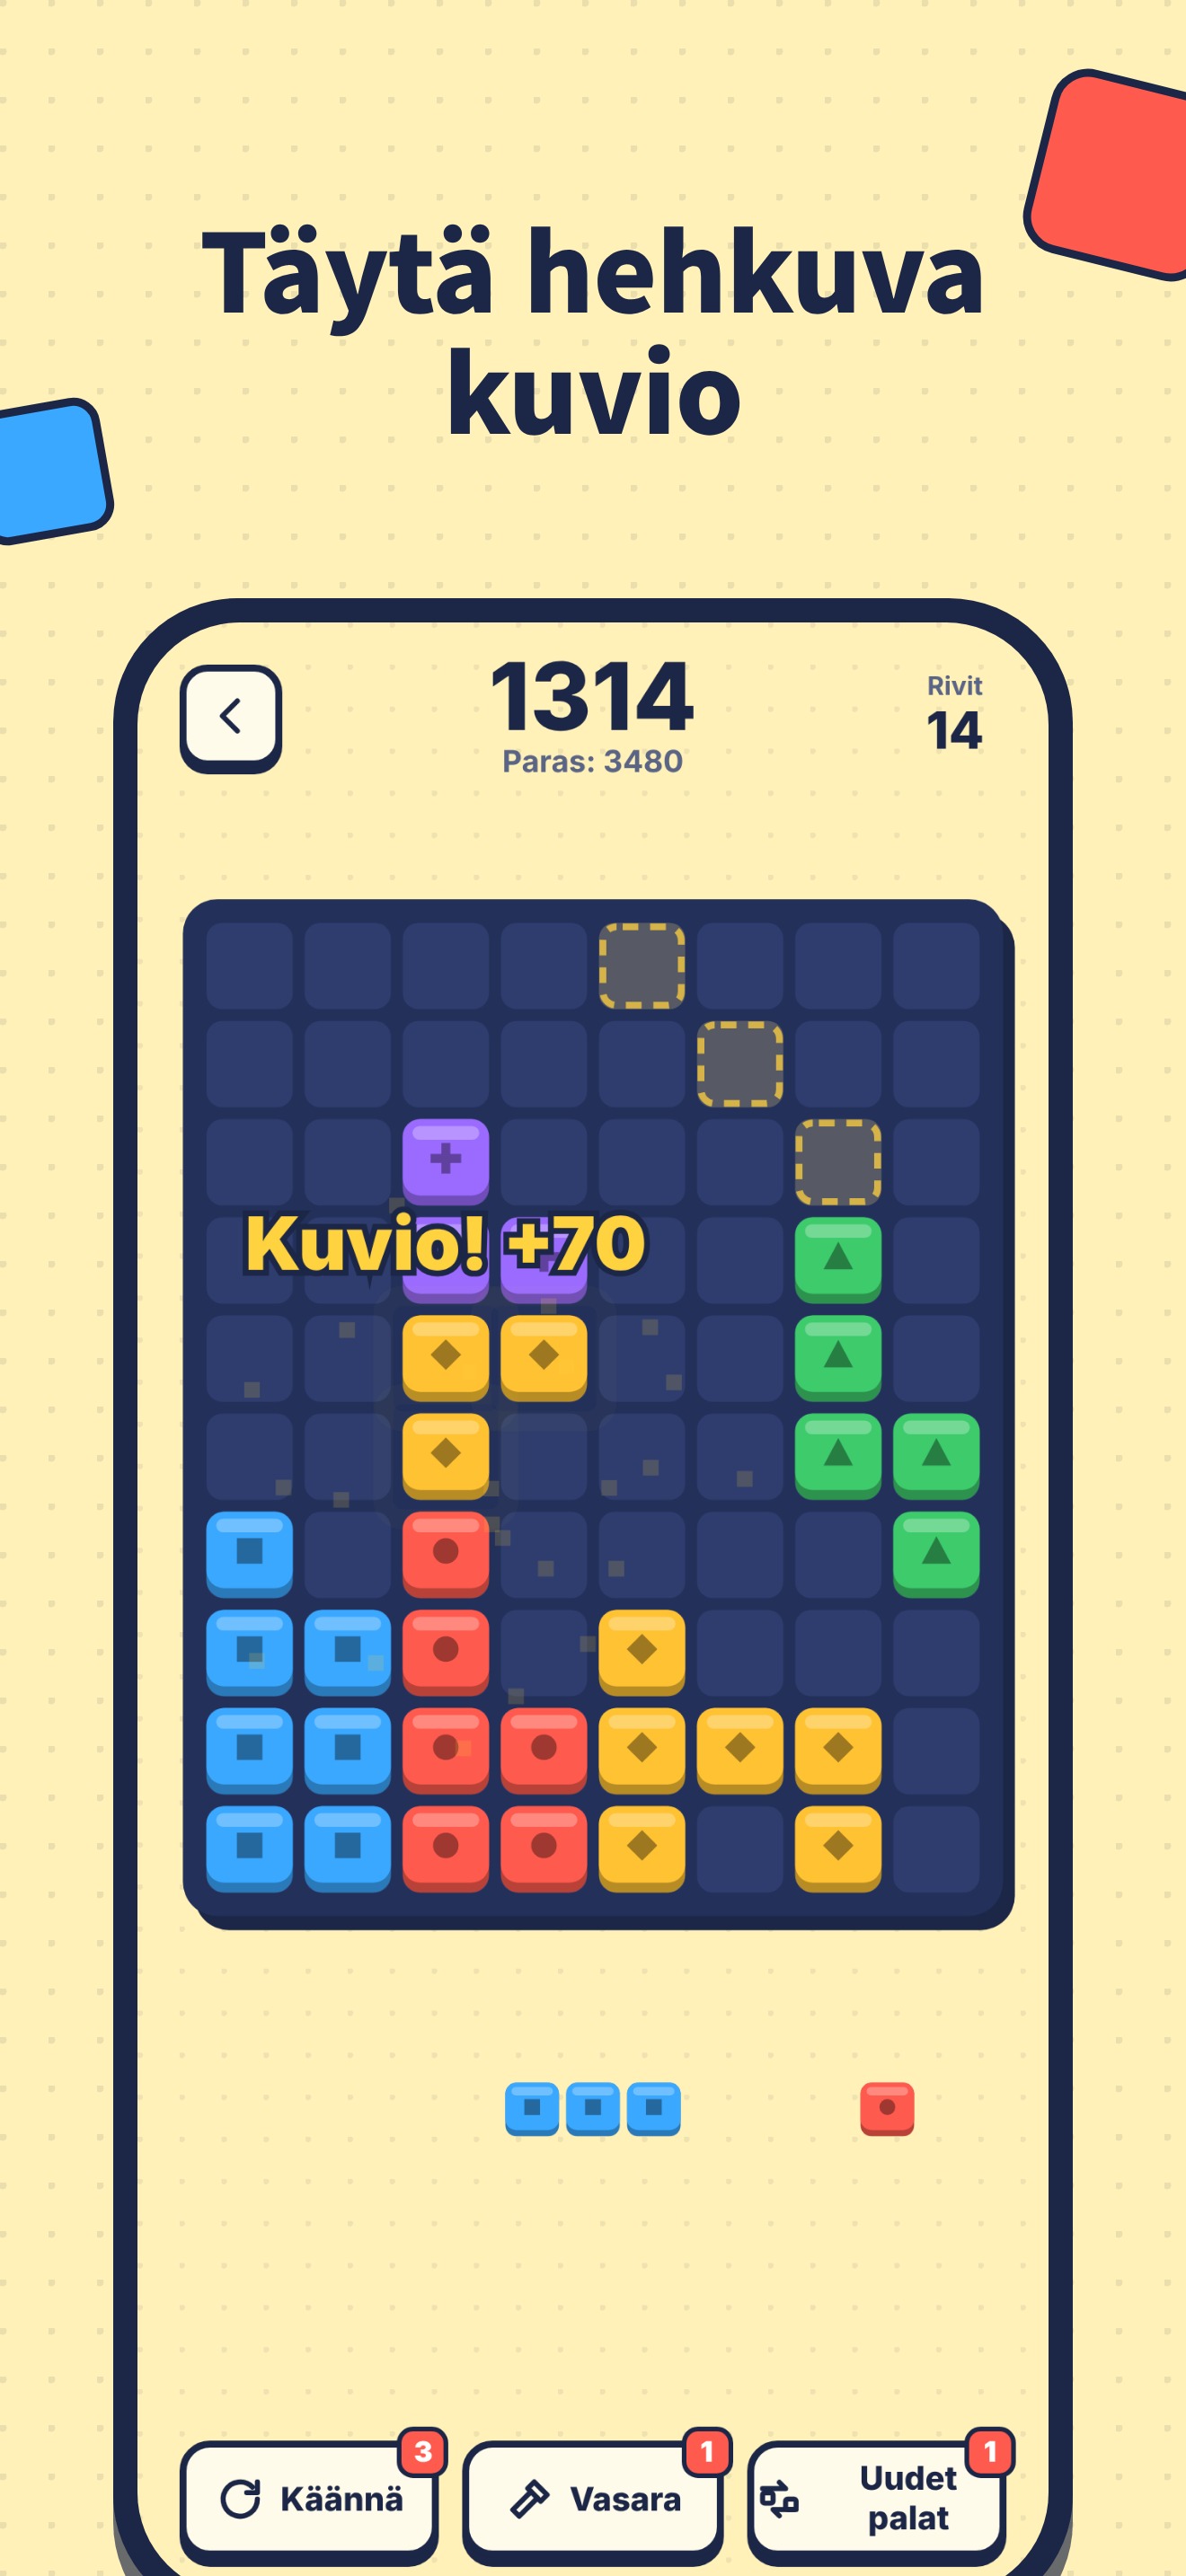 Täytä hehkuva
kuvio
1314
Paras: 3480
Rivit
14
Kuvio! +70
3
Käännä
1
Vasara
1
Uudet
palat